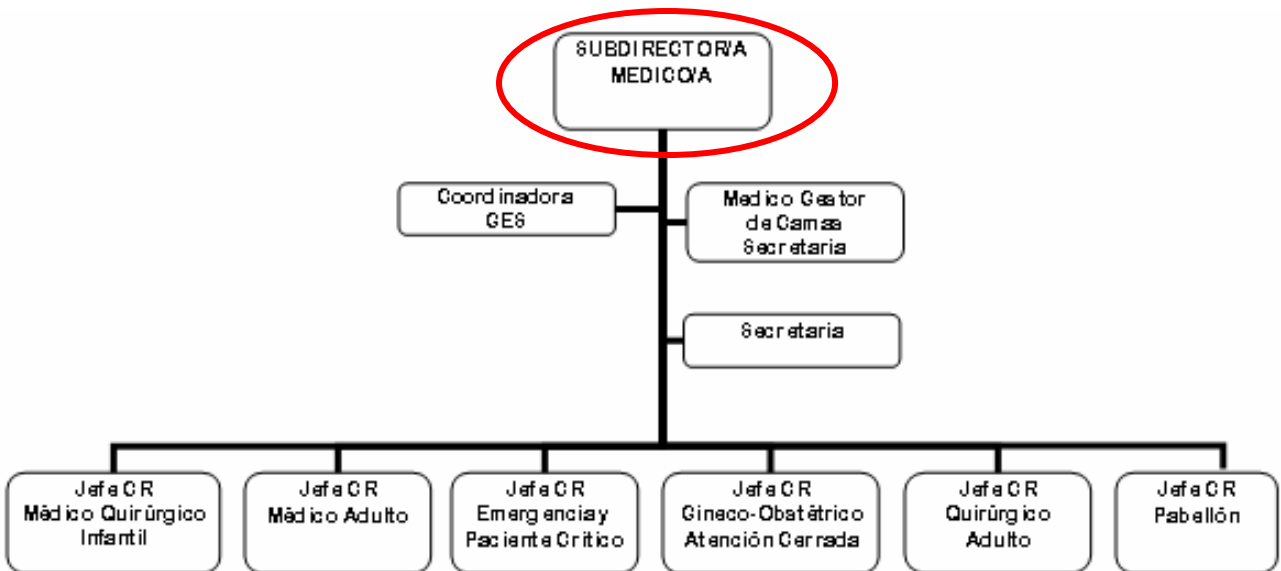 SUBDIRECTOR/A
MEDICO/A
Coordinadora
GES
Medico Gestor
de Camas
Secretaria
Secretaria
Jefe CR
Médico Quirúrgico
Infantil
Jefe CR
Médico Adulto
Jefe CR
Emergencia y
Paciente Crítico
Jefe CR
Gineco-Obstétrico
Atención Cerrada
Jefe CR
Quirúrgico
Adulto
Jefe CR
Pabellón